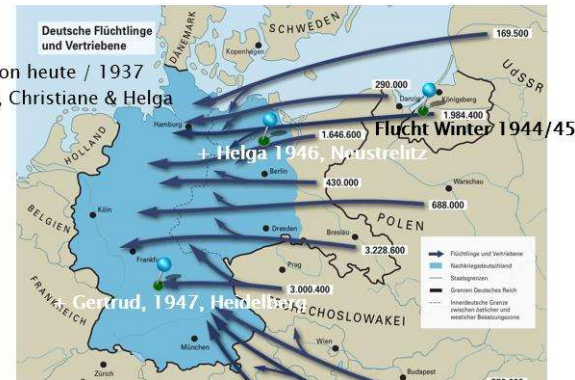 Deutsche Flüchtlinge
und Vertriebene
DÄNEMARK
SCHWEDEN
169.500
Kopenhagen
on heute / 1937
UdSSR
, Christiane & Helga
290.000
Danzig
Königsberg
1.984.400
Hamburg
Flucht Winter 1944/45
HOLLAND
1.646.600
+ Helga 1946, Neustrelitz
Berlin
430.000
Warschau
BELGIEN
Köln
688.000
POLEN
Dresden
Breslau
3.228.600
Flüchtlinge und Vertriebene
Nachkriegsdeutschland
Staatsgrenzen
Grenzen Deutsches Reich
Innerdeutsche Grenze
zwischen östlicher und
westlicher Besatzungszone
Frankf
Prag
3.000.400
FRANKREICH
+ Gertrud, 1947, Heidelberg
CHOSLOWAKEI
München
Wien
Zürich
Budapest